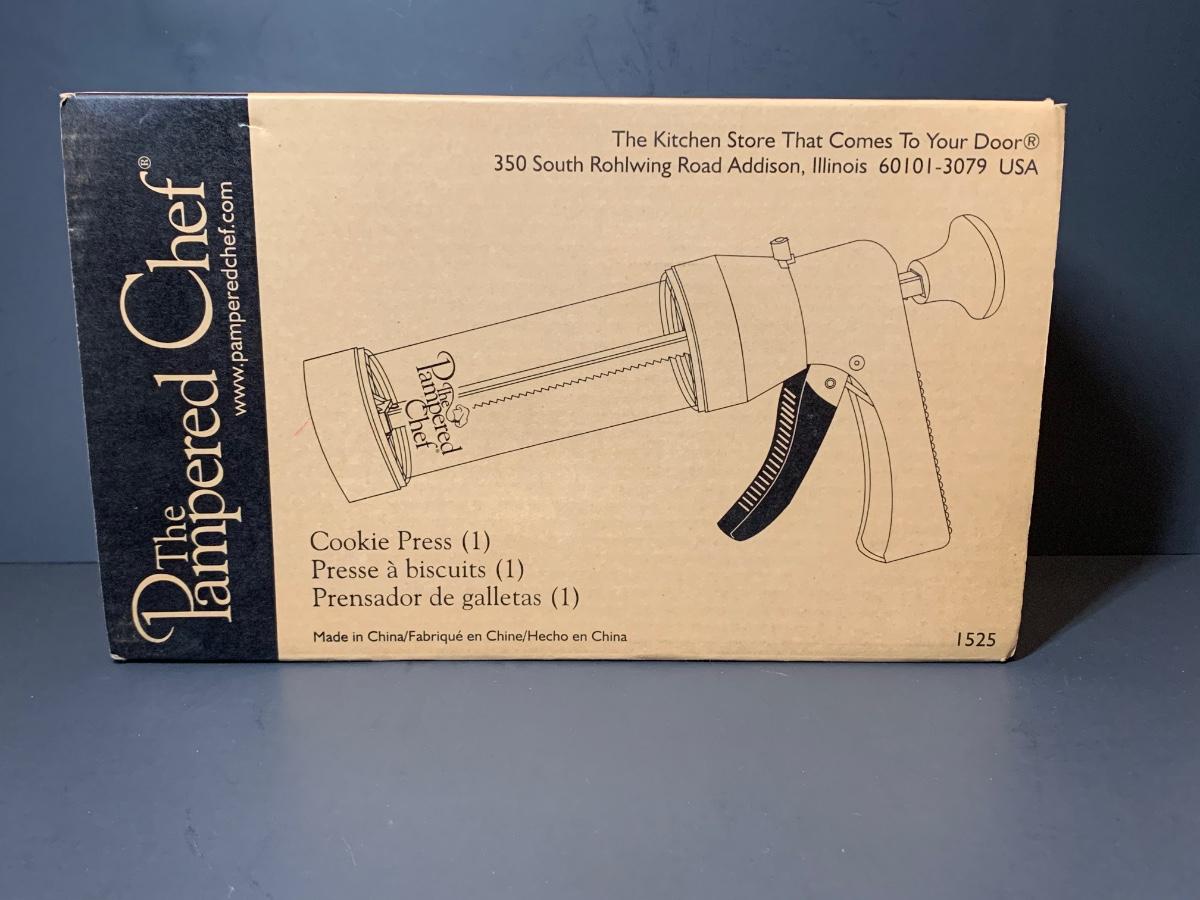 The Pampered Chef®
www.pamperedchef.com
The Kitchen Store That Comes To Your Door®
350 South Rohlwing Road Addison, Illinois 60101-3079 USA
The
Pampered
Chef®
Cookie Press (1)
Presse à biscuits (1)
Prensador de galletas (1)
Made in China/Fabriqué en Chine/Hecho en China
1525